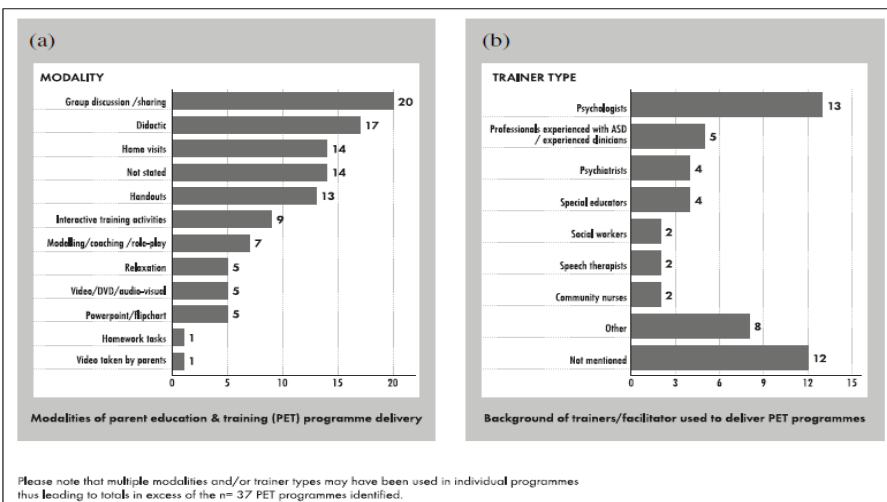 (a)
MODALITY
Group discussion /sharing 20
Didactic 17
Home visits 14
Not stated 14
Handouts 13
Interactive training activities 9
Modelling/coaching /role-play 7
Relaxation 5
Video/DVD/audio-visual 5
Powerpoint/flipchart 5
Homework tasks 1
Video taken by parents 1
0 5 10 15 20
Modalities of parent education & training (PET) programme delivery
(b)
TRAINER TYPE
Psychologists 13
Professionals experienced with ASD
/ experienced clinicians 5
Psychiatrists 4
Special educators 4
Social workers 2
Speech therapists 2
Community nurses 2
Other 8
Not mentioned 12
0 3 6 9 12 15
Background of trainers/facilitator used to deliver PET programmes
Please note that multiple modalities and/or trainer types may have been used in individual programmes
thus leading to totals in excess of the n= 37 PET programmes identified.